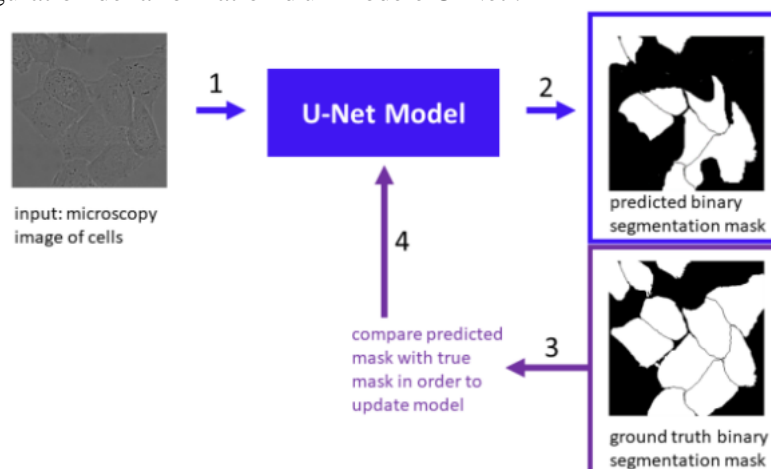 1
U-Net Model
2
input: microscopy
image of cells
predicted binary
segmentation mask
4
compare predicted
mask with true
mask in order to
update model
3
ground truth binary
segmentation mask